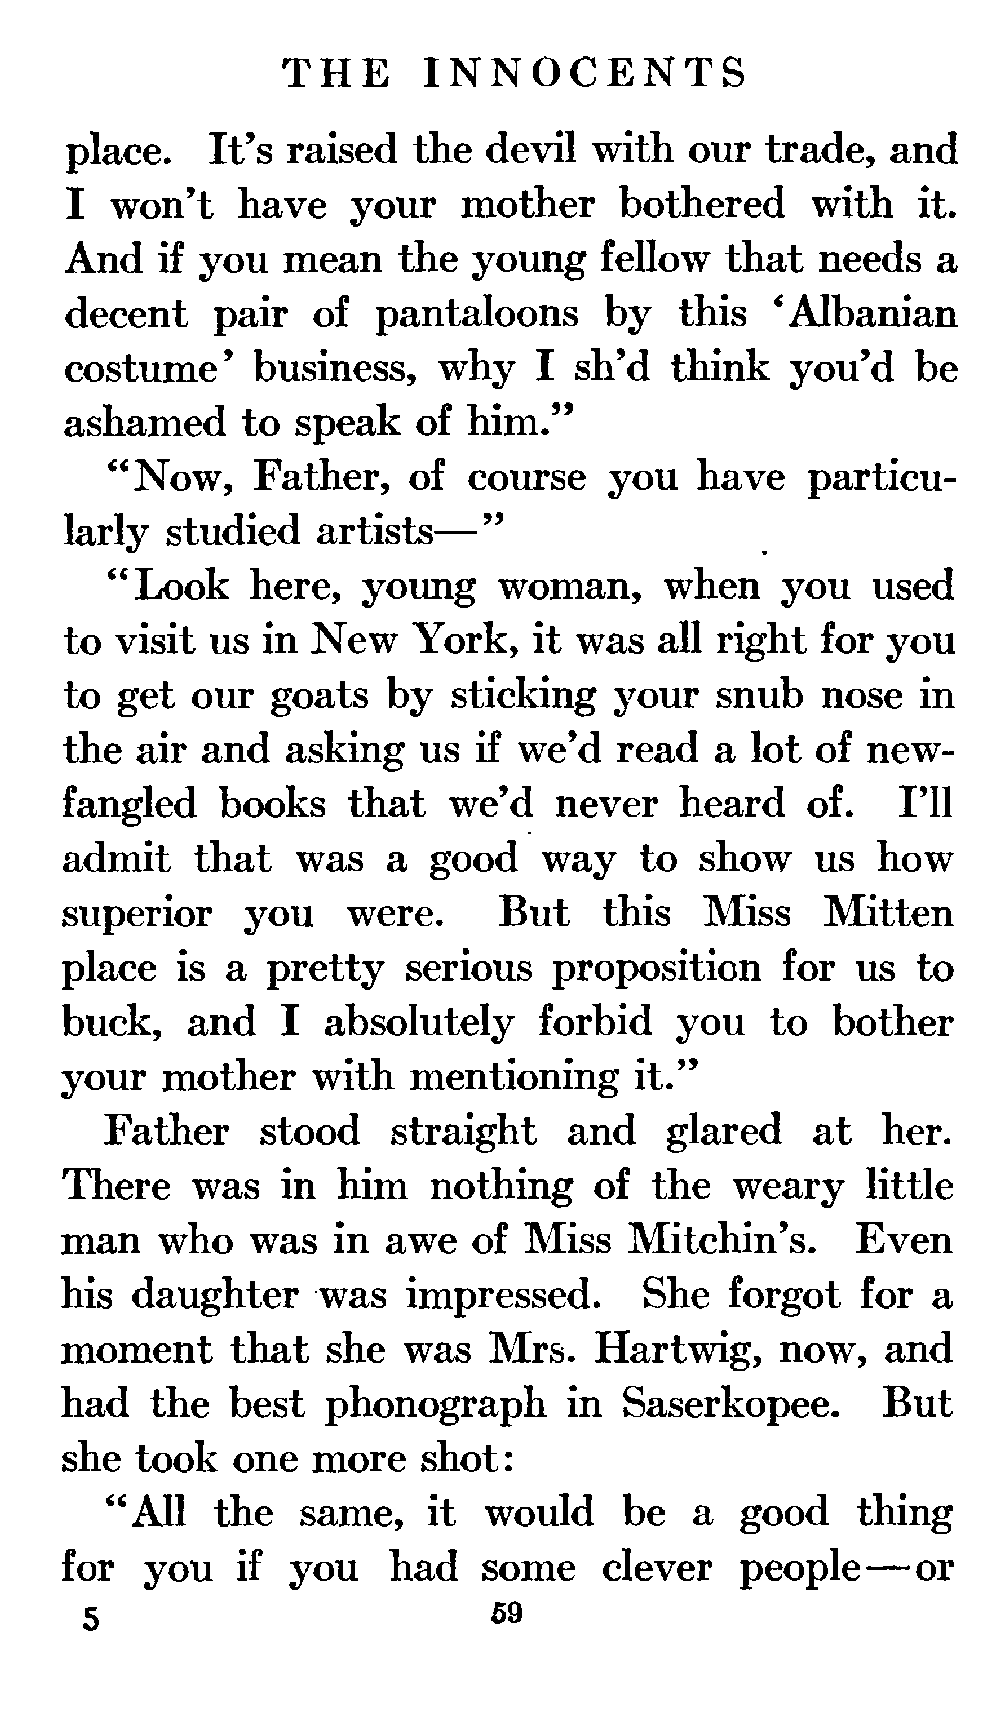 THE INNOCENTS
place. It's raised the devil with our trade, and
I won't have your mother bothered with it.
And if you mean the young fellow that needs a
decent pair of pantaloons by this ‘Albanian
costume’ business, why I sh'd think you'd be
ashamed to speak of him.”
“Now, Father, of course you have particu-
larly studied artists—”
“Look here, young woman, when you used
to visit us in New York, it was all right for you
to get our goats by sticking your snub nose in
the air and asking us if we'd read a lot of new-
fangled books that we'd never heard of. I'll
admit that was a good way to show us how
superior you were. But this Miss Mitten
place is a pretty serious proposition for us to
buck, and I absolutely forbid you to bother
your mother with mentioning it.”
Father stood straight and glared at her.
There was in him nothing of the weary little
man who was in awe of Miss Mitchin's. Even
his daughter was impressed. She forgot for a
moment that she was Mrs. Hartwig, now, and
had the best phonograph in Saserkopee. But
she took one more shot:
“All the same, it would be a good thing
for you if you had some clever people—or
5 59